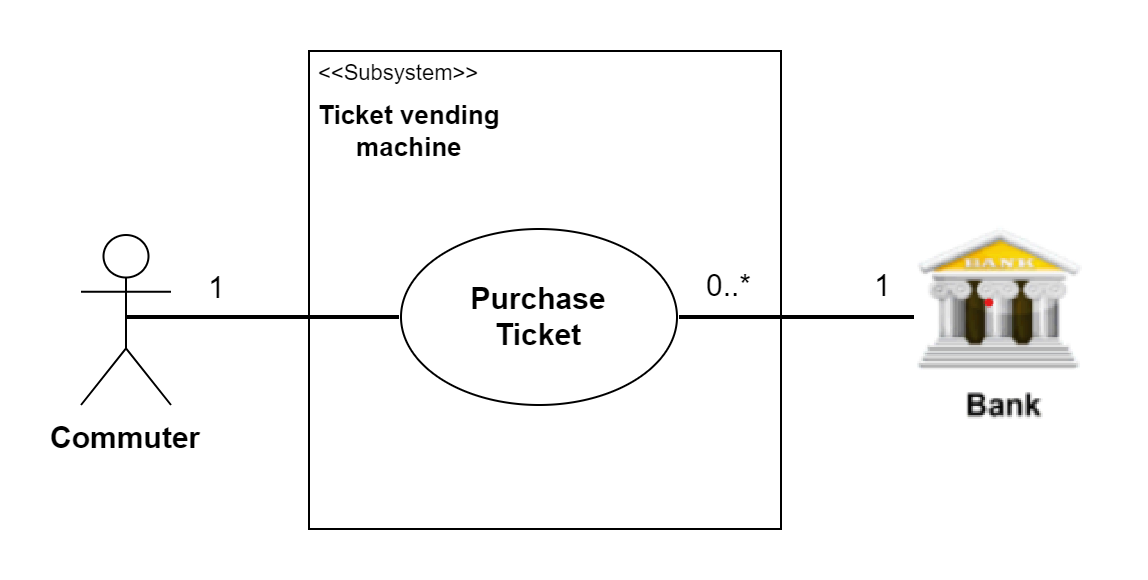 <<Subsystem>>
Ticket vending
machine
1
Purchase
Ticket
0..*
1
BANK
Commuter
Bank